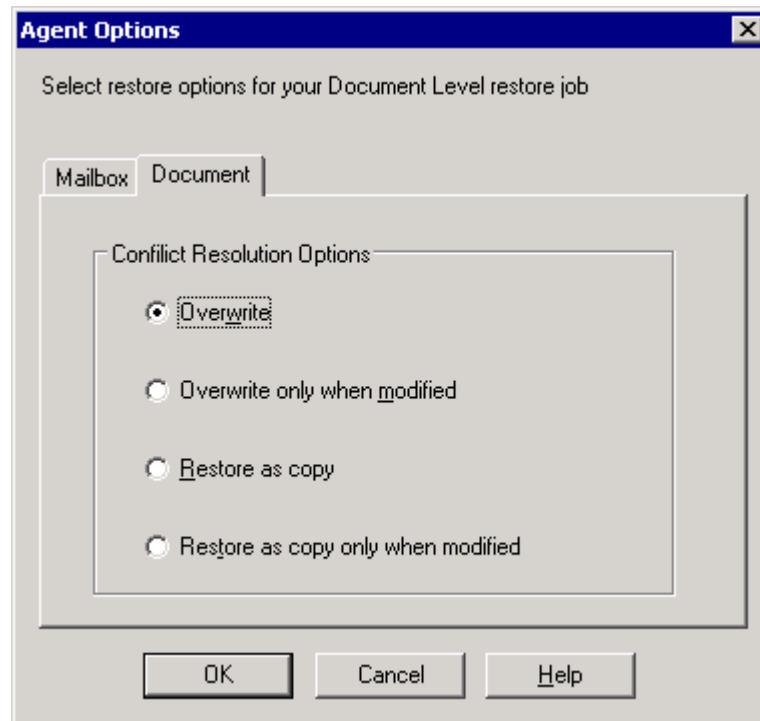 Agent Options
Select restore options for your Document Level restore job
Mailbox Document
Confilict Resolution Options
Overwrite
Overwrite only when modified
Restore as copy
Restore as copy only when modified
OK Cancel Help